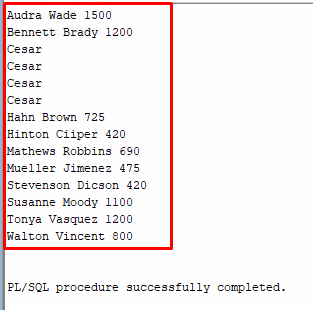 Audra Wade 1500
Bennett Brady 1200
Cesar
Cesar
Cesar
Cesar
Hahn Brown 725
Hinton Ciiper 420
Mathews Robbins 690
Mueller Jimenez 475
Stevenson Dicson 420
Susanne Moody 1100
Tonya Vasquez 1200
Walton Vincent 800
PL/SQL procedure successfully completed.